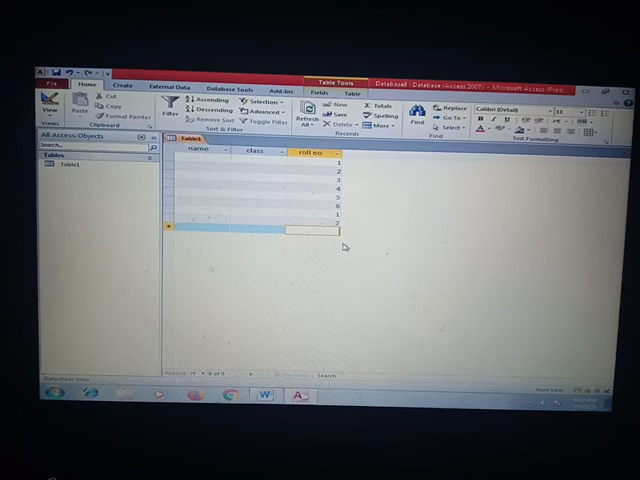 Table Tools
Database8 : Database (Access 2007) - Microsoft Access
File Home Create External Data Database Tools Add-Ins Fields Table
View
Paste
Cut
Copy
Format Painter
Clipboard
Filter
Ascending
Descending
Remove Sort
Selection
Advanced
Toggle Filter
Sort & Filter
Refresh All
New
Save
Delete
Totals
Spelling
More
Records
Find
Replace
Go To
Select
Find
Calibri (Detail) 11
B I U
Text Formatting
All Access Objects
Search...
Tables
Table1
Table1
name class roll no
1
2
3
4
5
6
1
2
Record: 9 of 9 Search
Datasheet View
Num Lock